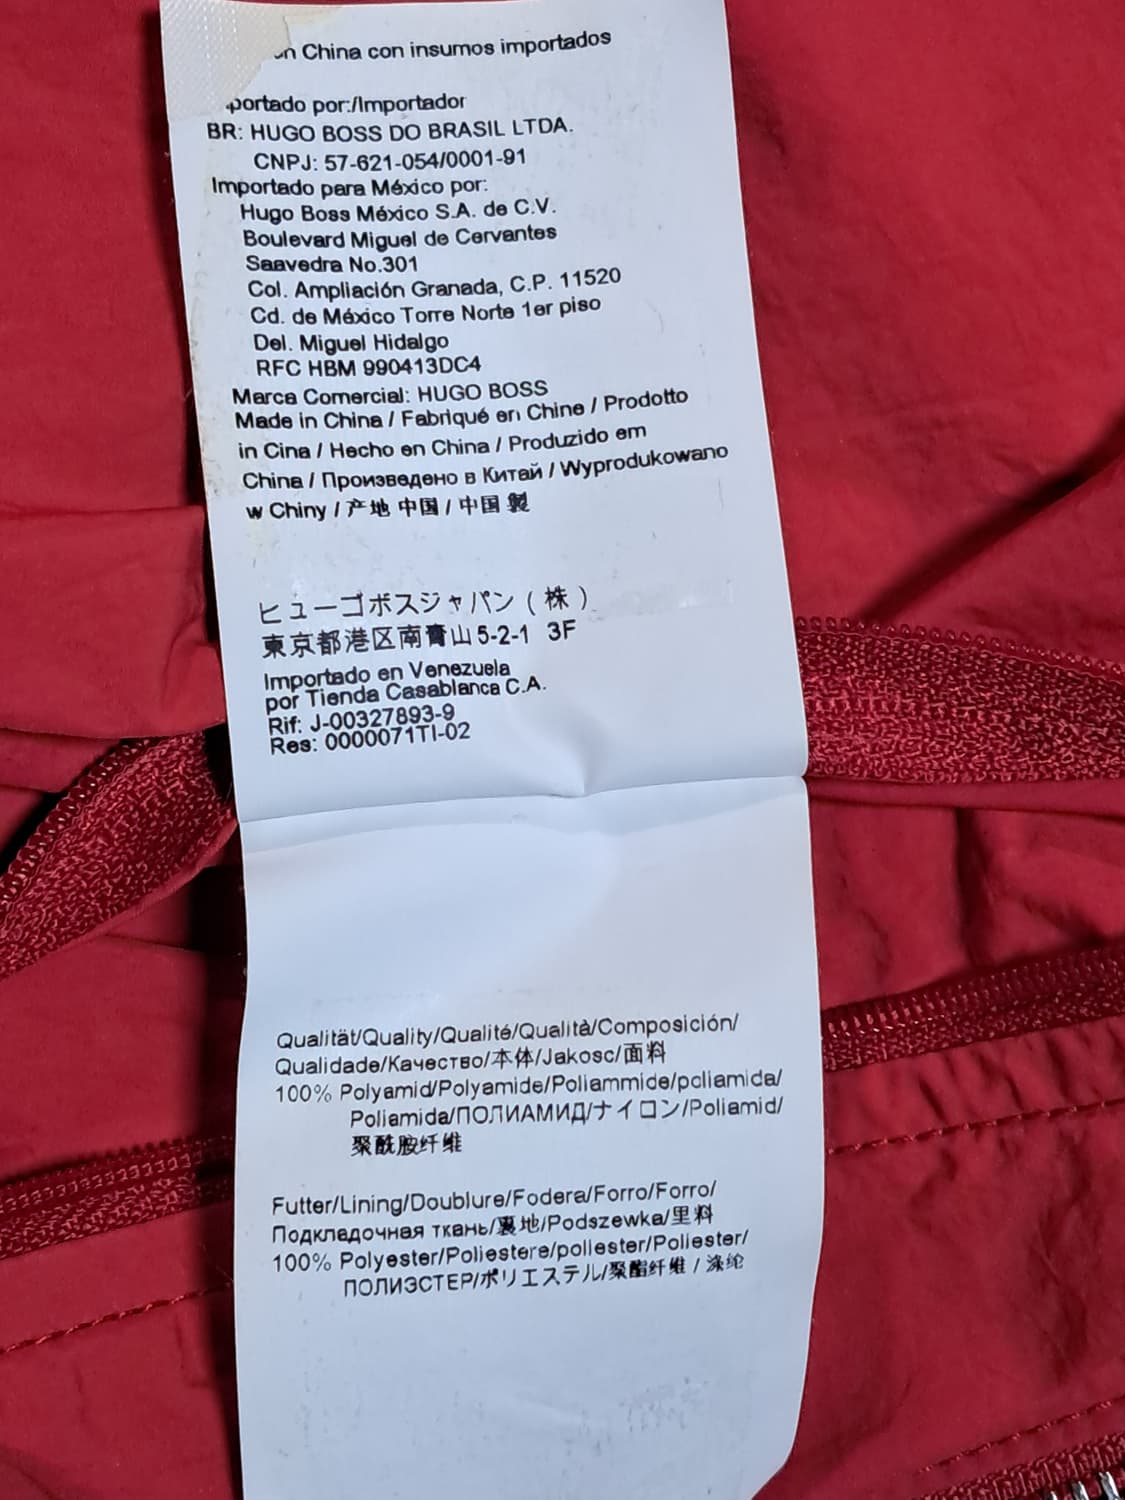 en China con insumos importados
portado por:/Importador
BR: HUGO BOSS DO BRASIL LTDA.
CNPJ: 57-621-054/0001-91
Importado para México por:
Hugo Boss México S.A. de C.V.
Boulevard Miguel de Cervantes
Saavedra No.301
Col. Ampliación Granada, C.P. 11520
Cd. de México Torre Norte 1er piso
Del. Miguel Hidalgo
RFC HBM 990413DC4
Marca Comercial: HUGO BOSS
Made in China / Fabriqué en Chine / Prodotto
in Cina / Hecho en China / Produzido em
China / Произведено в Китай / Wyprodukowano
w Chiny / 产地 中国 / 中国 製
ヒューゴボスジャパン ( 株 )
東京都港区南青山 5-2-1 3F
Importado en Venezuela
por Tienda Casablanca C.A.
Rif: J-00327893-9
Res: 0000071TI-02
Qualität/Quality/Qualité/Qualità/Composición/
Qualidade/Качество/本体/Jakosc/面料
100% Polyamid/Polyamide/Poliammide/poliamida/
Poliamida/ПОЛИАМИД/ナイロン/Poliamid/
聚酰胺纤维
Futter/Lining/Doublure/Fodera/Forro/Forro/
Подкладочная ткань/裏地/Podszewka/里料
100% Polyester/Poliestere/poliester/Poliester/
ПОЛИЭСТЕР/ポリエステル/聚酯纤维 / 涤纶